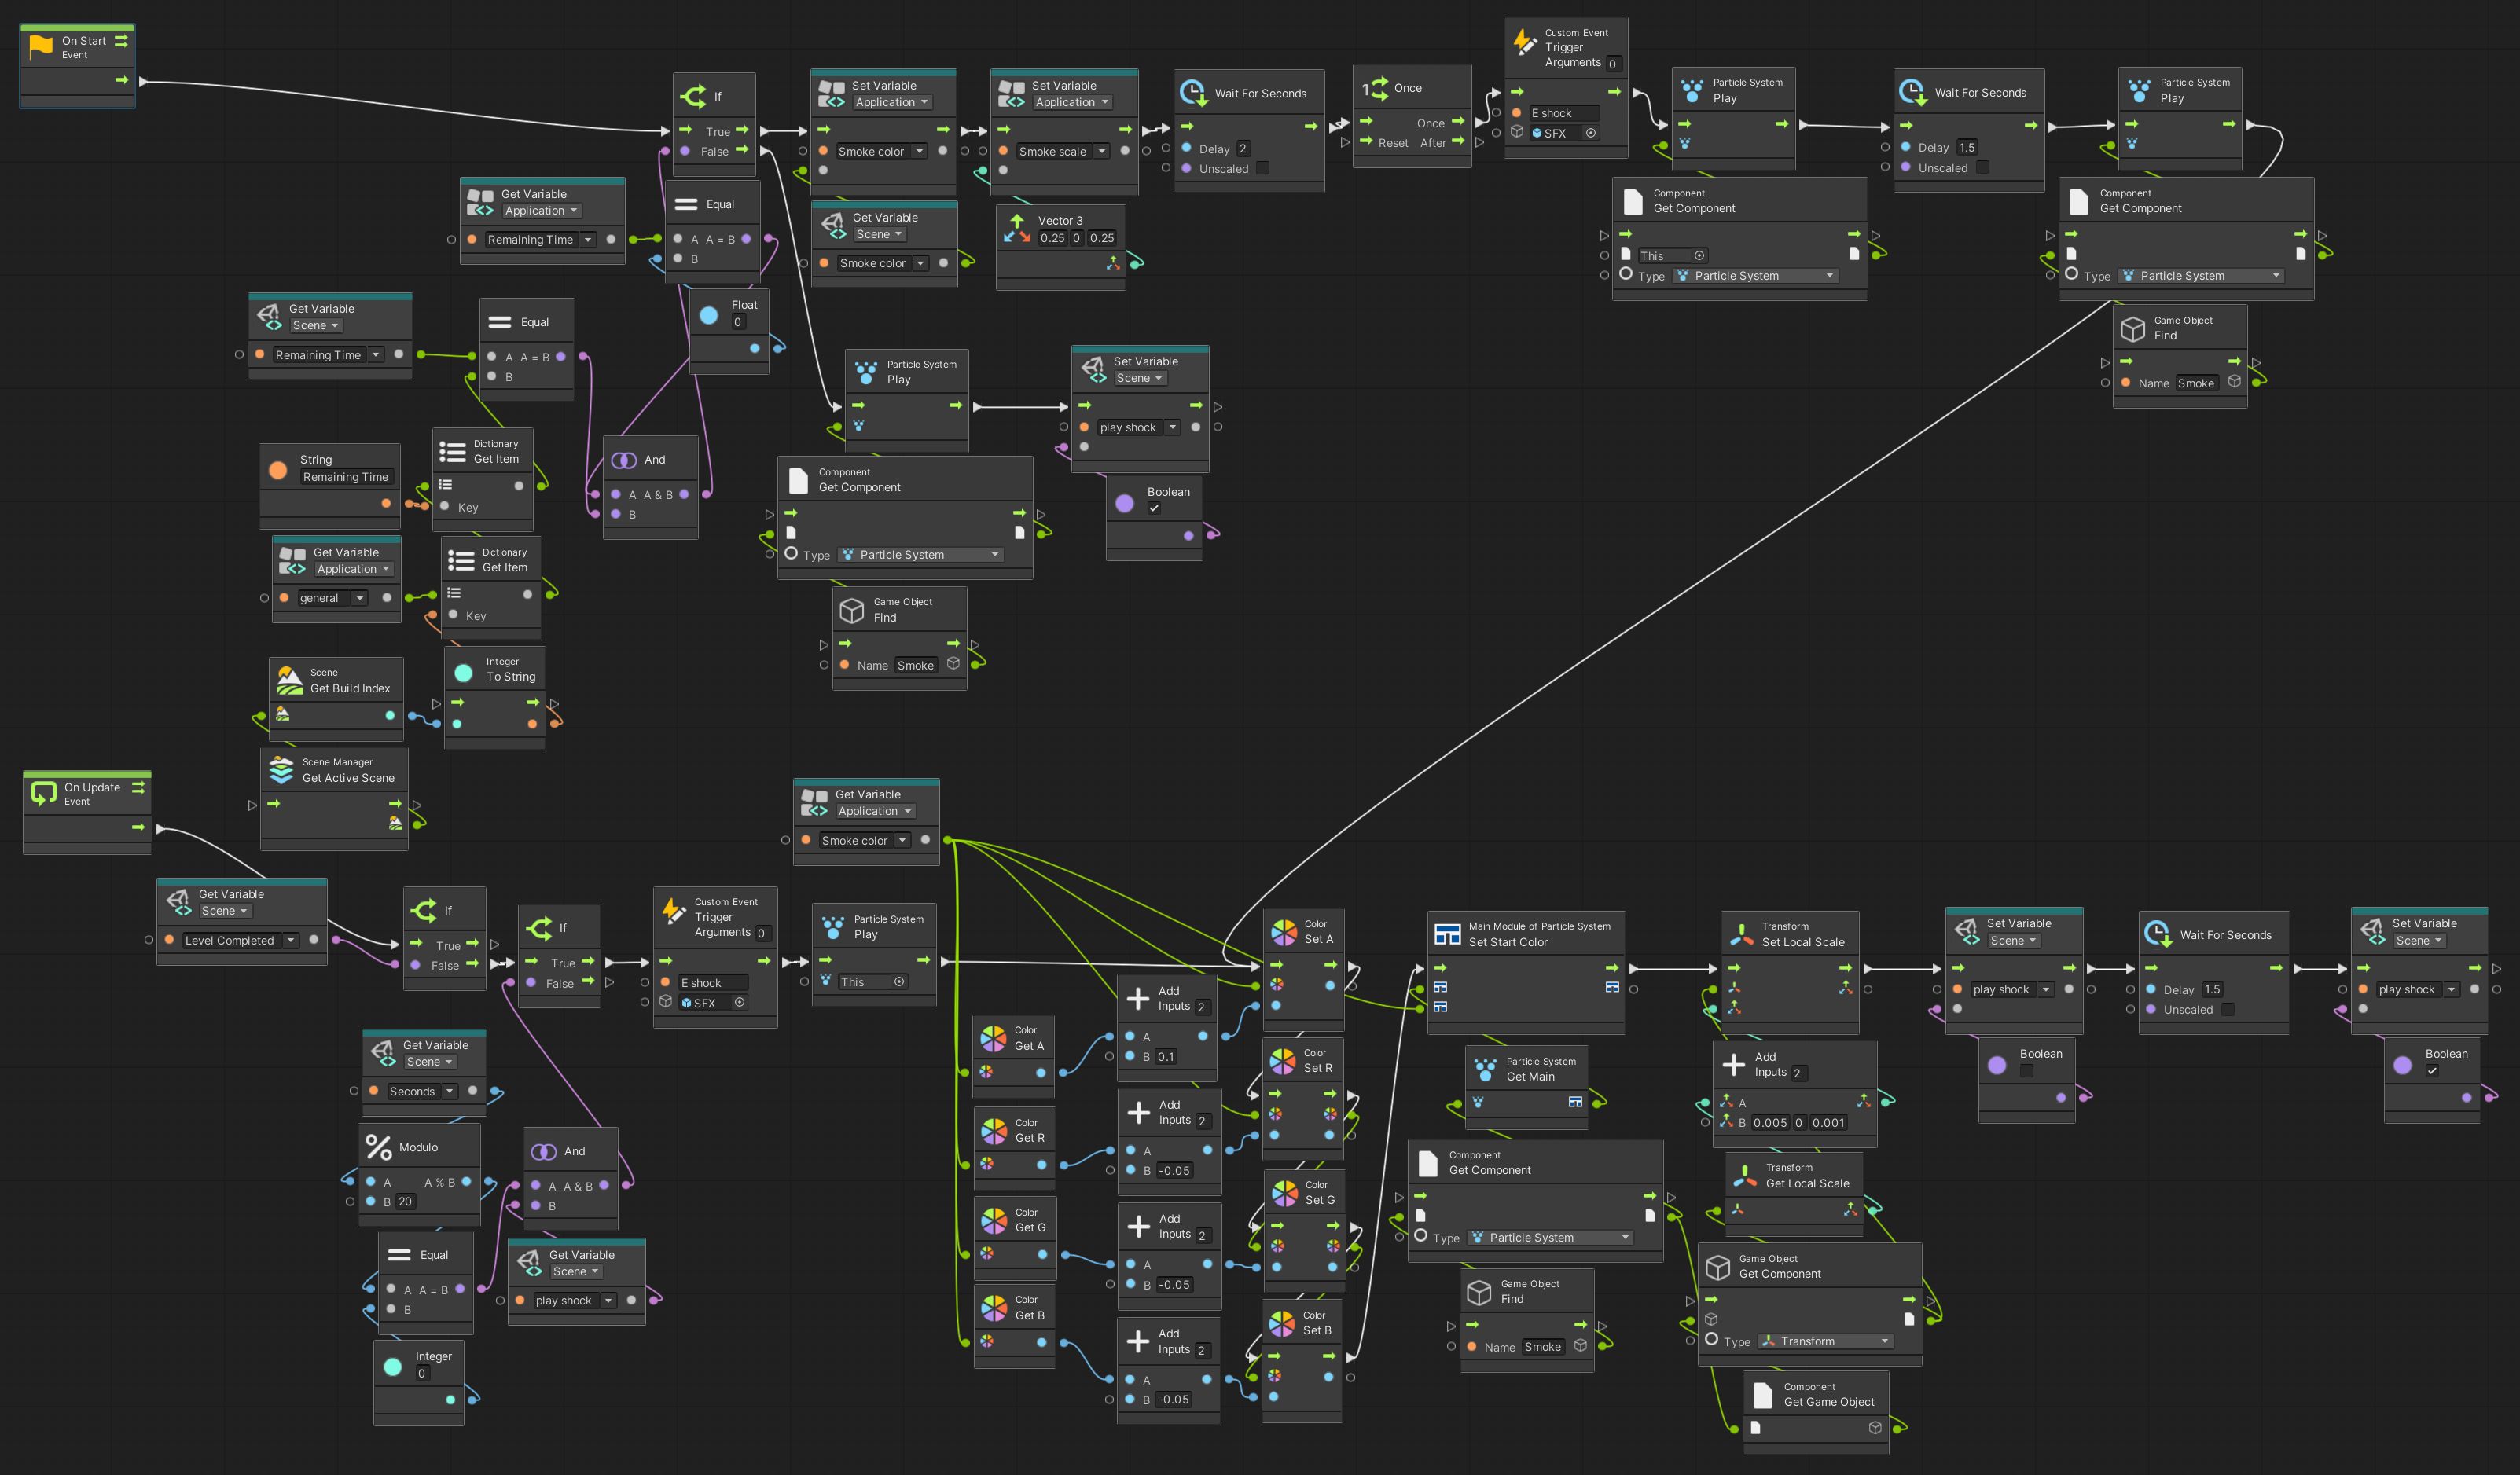 On Start
Event
If
True
False
Set Variable
Application
Smoke color
Set Variable
Application
Smoke scale
Wait For Seconds
Delay 2
Unscaled
1 Once
Once
Reset After
Custom Event
Trigger
Arguments 0
E shock
SFX
Particle System
Play
Wait For Seconds
Delay 1.5
Unscaled
Particle System
Play
Get Variable
Application
Remaining Time
Equal
A A = B
B
Get Variable
Scene
Smoke color
Vector 3
0.25 0 0.25
Component
Get Component
This
Type Particle System
Component
Get Component
Type Particle System
Float
0
Game Object
Find
Name Smoke
Get Variable
Scene
Remaining Time
Equal
A A = B
B
Particle System
Play
Set Variable
Scene
play shock
String
Remaining Time
Dictionary
Get Item
Key
And
A A & B
B
Component
Get Component
Type Particle System
Boolean
Get Variable
Application
general
Dictionary
Get Item
Key
Game Object
Find
Name Smoke
Scene
Get Build Index
Integer
To String
Scene Manager
Get Active Scene
On Update
Event
Get Variable
Application
Smoke color
Get Variable
Scene
Level Completed
If
True
False
If
True
False
Custom Event
Trigger
Arguments 0
E shock
SFX
Particle System
Play
This
Color
Set A
Main Module of Particle System
Set Start Color
Transform
Set Local Scale
Set Variable
Scene
play shock
Wait For Seconds
Delay 1.5
Unscaled
Set Variable
Scene
play shock
Add
Inputs 2
A
B 0.1
Color
Get A
Color
Set R
Particle System
Get Main
Add
Inputs 2
A
B 0.005 0 0.001
Boolean
Boolean
Get Variable
Scene
Seconds
Add
Inputs 2
A
B -0.05
Color
Get R
Modulo
A A % B
B 20
And
A A & B
B
Color
Set G
Component
Get Component
Type Particle System
Transform
Get Local Scale
Color
Get G
Add
Inputs 2
A
B -0.05
Equal
A A = B
B
Get Variable
Scene
play shock
Game Object
Find
Name Smoke
Game Object
Get Component
Type Transform
Color
Get B
Color
Set B
Add
Inputs 2
A
B -0.05
Integer
0
Component
Get Game Object